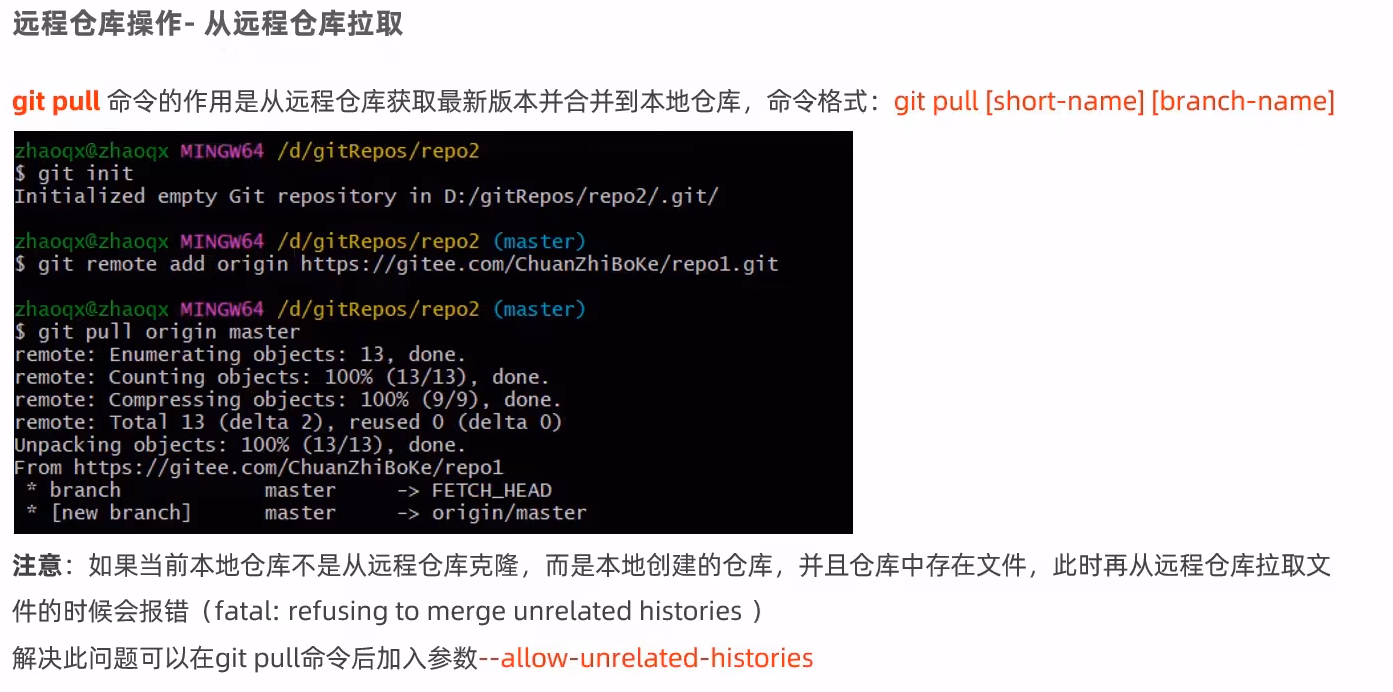 远程仓库操作- 从远程仓库拉取
git pull 命令的作用是从远程仓库获取最新版本并合并到本地仓库，命令格式：git pull [short-name] [branch-name]
zhaoqx@zhaoqx MINGW64 /d/gitRepos/repo2
$ git init
Initialized empty Git repository in D:/gitRepos/repo2/.git/
zhaoqx@zhaoqx MINGW64 /d/gitRepos/repo2 (master)
$ git remote add origin https://gitee.com/ChuanZhiBoKe/repo1.git
zhaoqx@zhaoqx MINGW64 /d/gitRepos/repo2 (master)
$ git pull origin master
remote: Enumerating objects: 13, done.
remote: Counting objects: 100% (13/13), done.
remote: Compressing objects: 100% (9/9), done.
remote: Total 13 (delta 2), reused 0 (delta 0)
Unpacking objects: 100% (13/13), done.
From https://gitee.com/ChuanZhiBoKe/repo1
 * branch            master     -> FETCH_HEAD
 * [new branch]      master     -> origin/master
注意：如果当前本地仓库不是从远程仓库克隆，而是本地创建的仓库，并且仓库中存在文件，此时再从远程仓库拉取文
件的时候会报错（fatal: refusing to merge unrelated histories ）
解决此问题可以在git pull命令后加入参数--allow-unrelated-histories